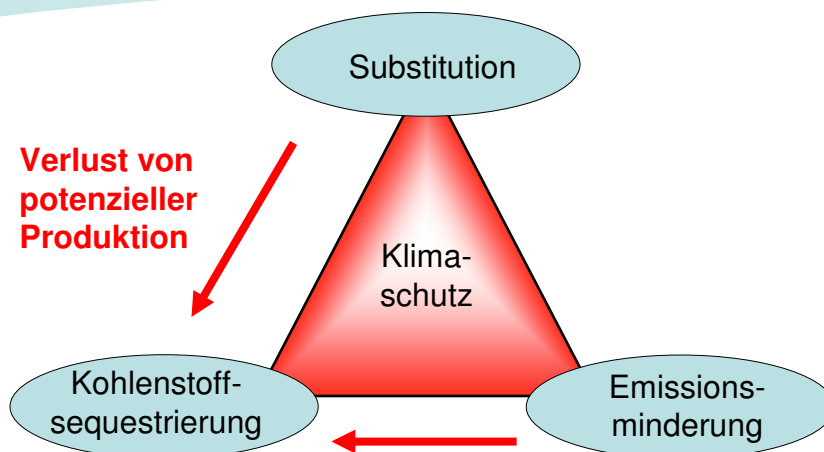 Substitution
Verlust von
potenzieller
Produktion
Klima-
schutz
Kohlenstoff-
sequestrierung
Emissions-
minderung